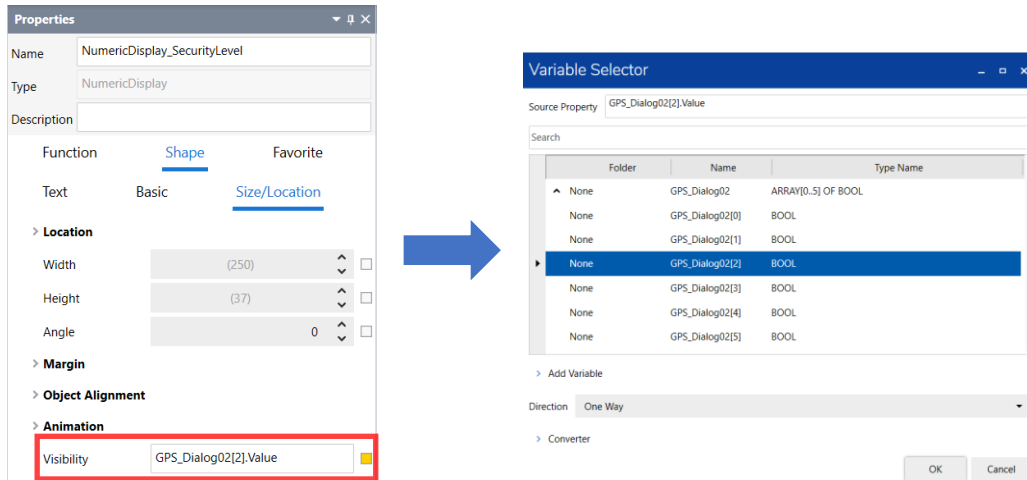 Properties
Name NumericDisplay_SecurityLevel
Type NumericDisplay
Description
Function Shape Favorite
Text Basic Size/Location
Location
Width (250)
Height (37)
Angle 0
Margin
Object Alignment
Animation
Visibility GPS_Dialog02[2].Value
Variable Selector
Source Property GPS_Dialog02[2].Value
Search
Folder Name Type Name
None GPS_Dialog02 ARRAY[0..5] OF BOOL
None GPS_Dialog02[0] BOOL
None GPS_Dialog02[1] BOOL
None GPS_Dialog02[2] BOOL
None GPS_Dialog02[3] BOOL
None GPS_Dialog02[4] BOOL
None GPS_Dialog02[5] BOOL
Add Variable
Direction One Way
Converter
OK Cancel